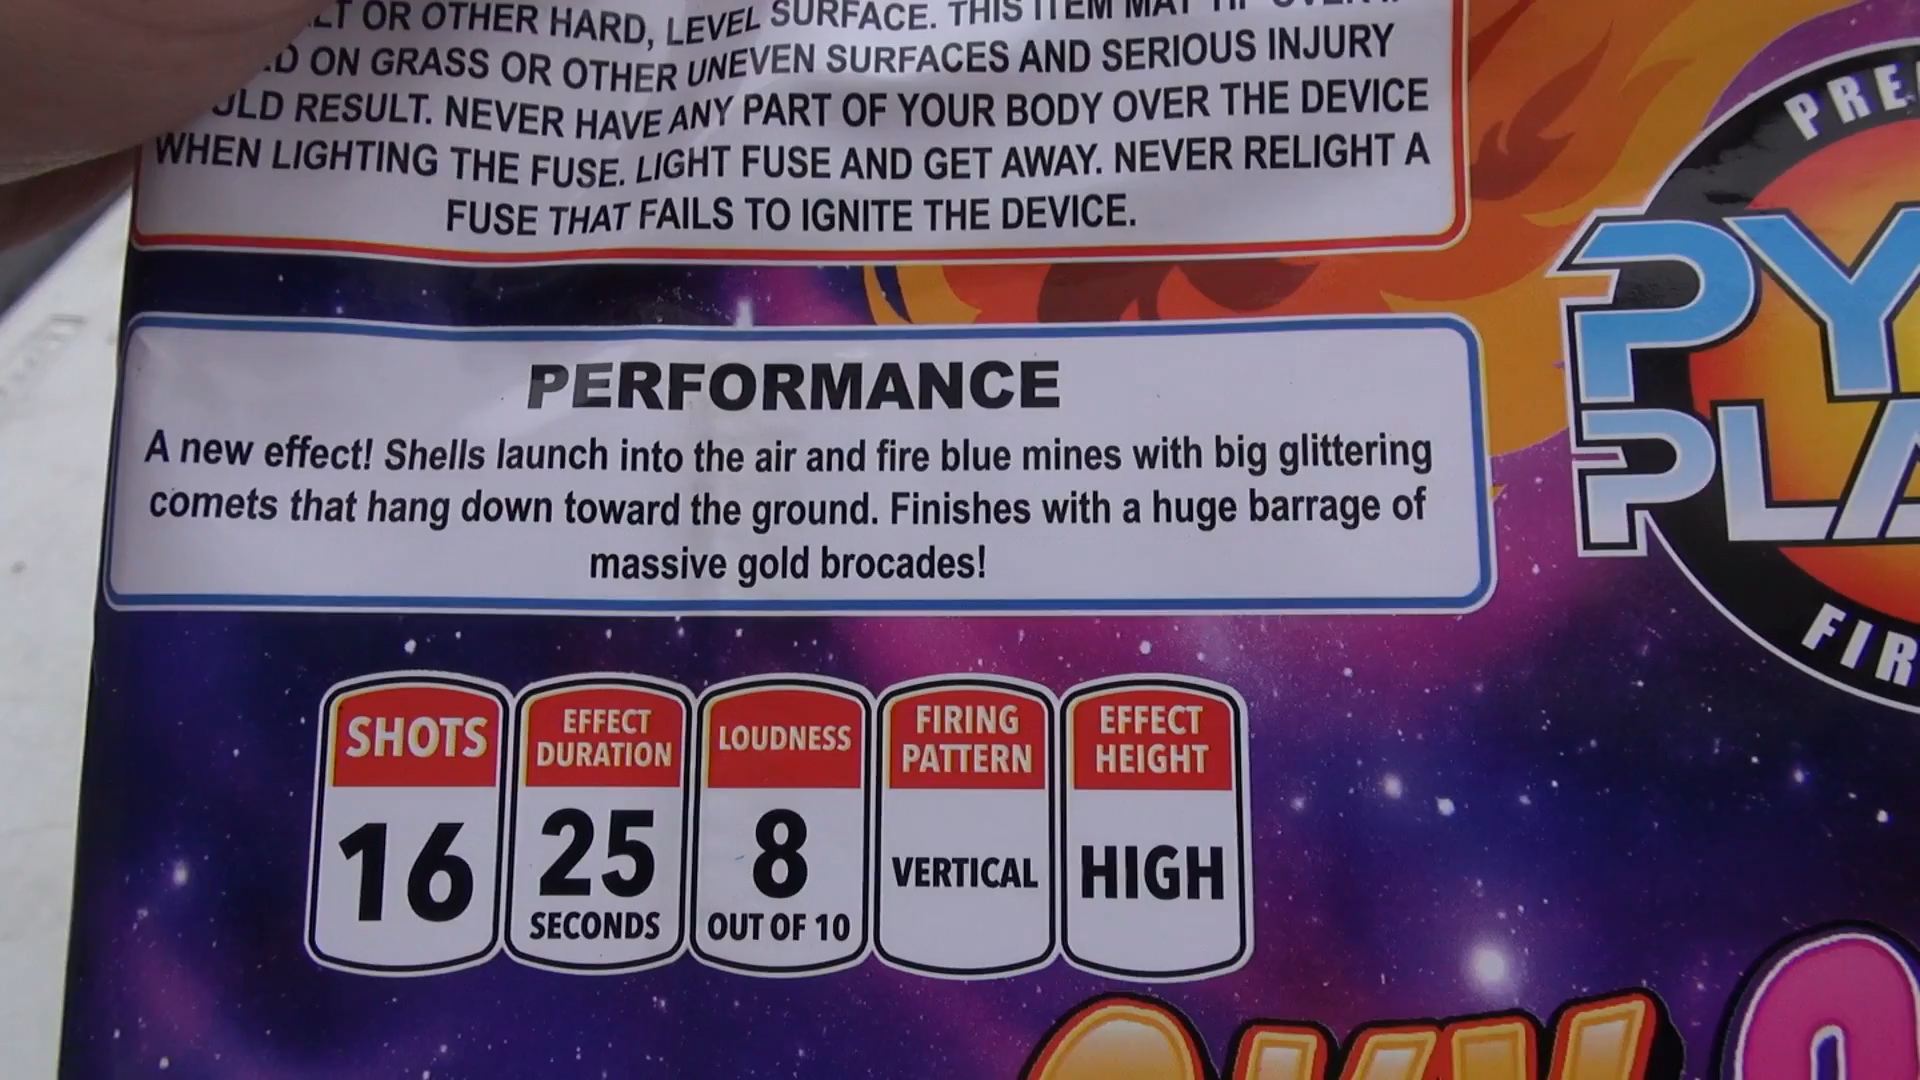 OR OTHER HARD, LEVEL SURFACE. THIS ITEM MAY TIP OVER
ON GRASS OR OTHER UNEVEN SURFACES AND SERIOUS INJURY
RESULT. NEVER HAVE ANY PART OF YOUR BODY OVER THE DEVICE
WHEN LIGHTING THE FUSE. LIGHT FUSE AND GET AWAY. NEVER RELIGHT A
FUSE THAT FAILS TO IGNITE THE DEVICE.
PERFORMANCE
A new effect! Shells launch into the air and fire blue mines with big glittering
comets that hang down toward the ground. Finishes with a huge barrage of
massive gold brocades!
SHOTS
16
EFFECT
DURATION
25
SECONDS
LOUDNESS
8
OUT OF 10
FIRING
PATTERN
VERTICAL
EFFECT
HEIGHT
HIGH